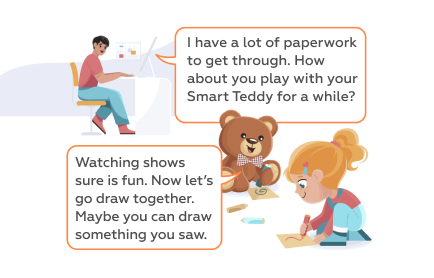 I have a lot of paperwork
to get through. How
about you play with your
Smart Teddy for a while?
Watching shows
sure is fun. Now let's
go draw together.
Maybe you can draw
something you saw.